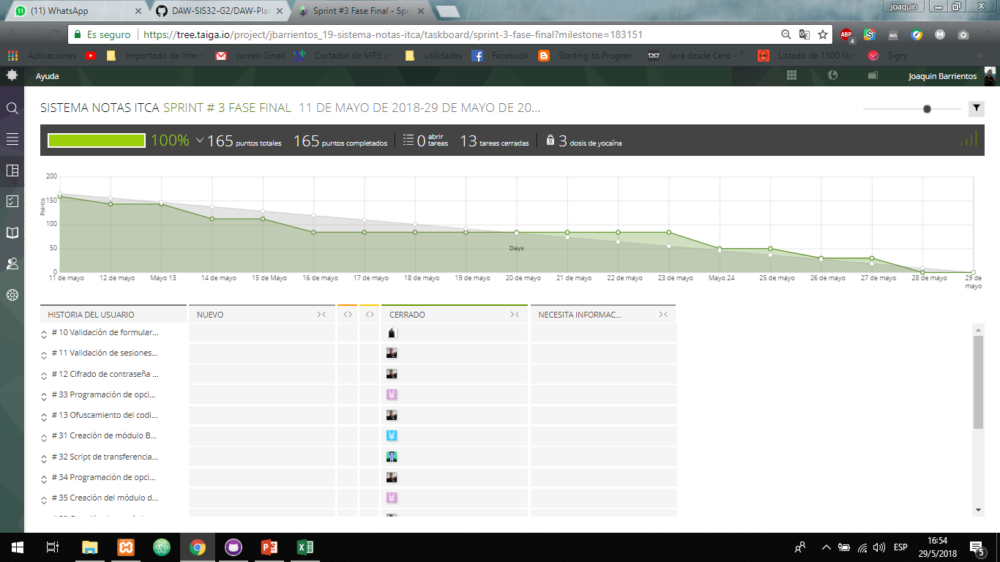 (11) WhatsApp
DAW-SIS32-G2/DAW-Pla
Sprint #3 Fase Final - Spr
joaquin
Es seguro
https://tree.taiga.io/project/jbarrientos_19-sistema-notas-itca/taskboard/sprint-3-fase-final?milestone=183151
ABP
4
S
AVG
M
Aplicaciones
Importado de Inter
correo Gmail
Cortador de MP3 on
utilidades
Facebook
Starting to Program
Java desde Cero - T
Listado de 1500 libr
Sigry
»
Ayuda
Joaquin Barrientos
SISTEMA NOTAS ITCA SPRINT # 3 FASE FINAL 11 DE MAYO DE 2018-29 DE MAYO DE 20...
100%
165 puntos totales
165 puntos completados
0 abrir tareas
13 tareas cerradas
3 dosis de yocaína
200
150
100
50
0
Points
Days
11 de mayo
12 de mayo
Mayo 13
14 de mayo
15 de Mayo
16 de mayo
17 de mayo
18 de mayo
19 de mayo
20 de mayo
21 de mayo
22 de mayo
23 de mayo
Mayo 24
25 de mayo
26 de mayo
27 de mayo
28 de mayo
29 de mayo
HISTORIA DEL USUARIO
NUEVO
CERRADO
NECESITA INFORMAC...
# 10 Validación de formular...
# 11 Validación de sesiones...
# 12 Cifrado de contraseña ...
# 33 Programación de opci...
# 13 Ofuscamiento del codi...
# 31 Creación de módulo B...
# 32 Script de transferencia...
# 34 Programación de opci...
# 35 Creación del módulo d...
ESP
16:54
29/5/2018
5